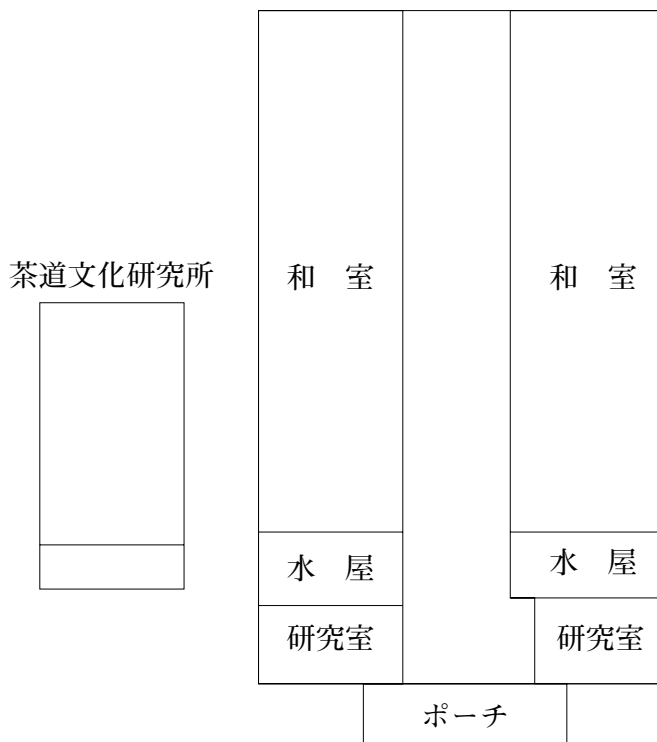 茶道文化研究所
和　室
和　室
水　屋
水　屋
研究室
研究室
ポーチ